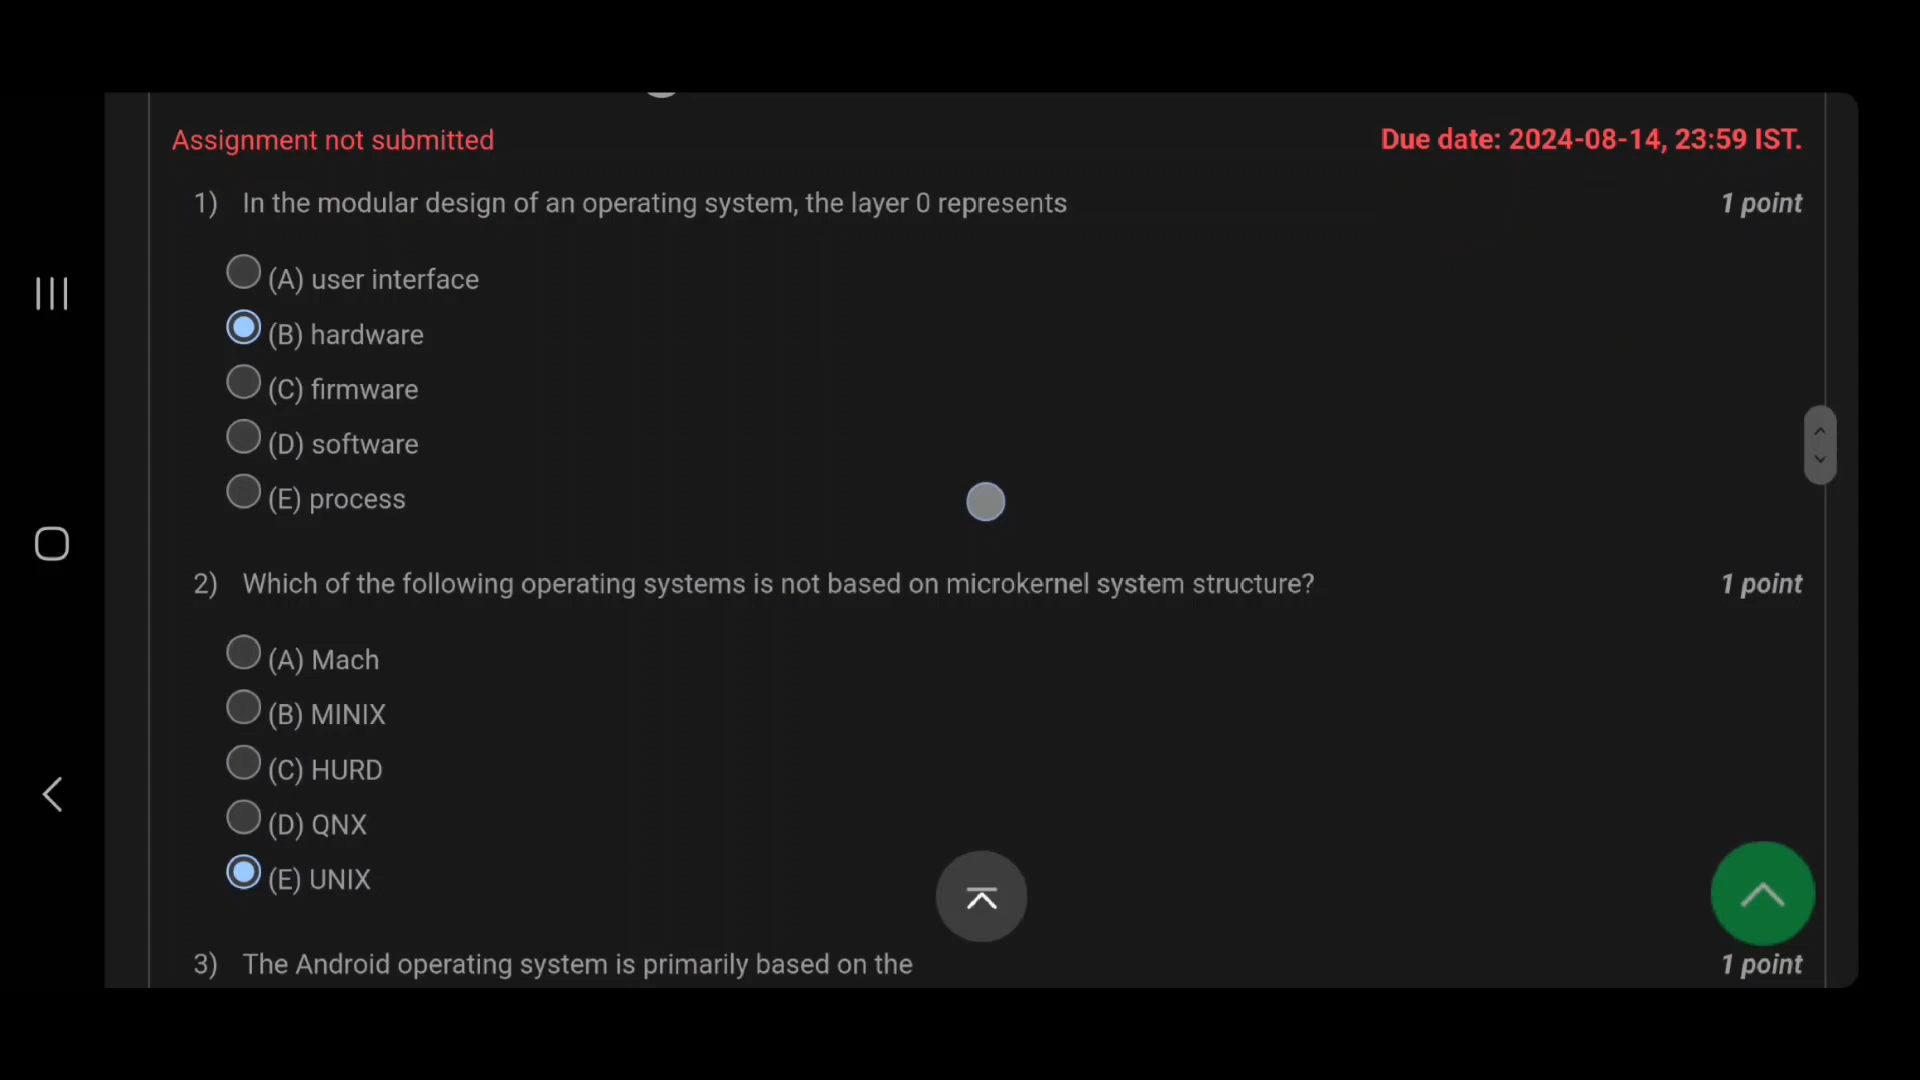 Assignment not submitted Due date: 2024-08-14, 23:59 IST.
1) In the modular design of an operating system, the layer 0 represents 1 point
(A) user interface
(B) hardware
(C) firmware
(D) software
(E) process
2) Which of the following operating systems is not based on microkernel system structure? 1 point
(A) Mach
(B) MINIX
(C) HURD
(D) QNX
(E) UNIX
3) The Android operating system is primarily based on the 1 point